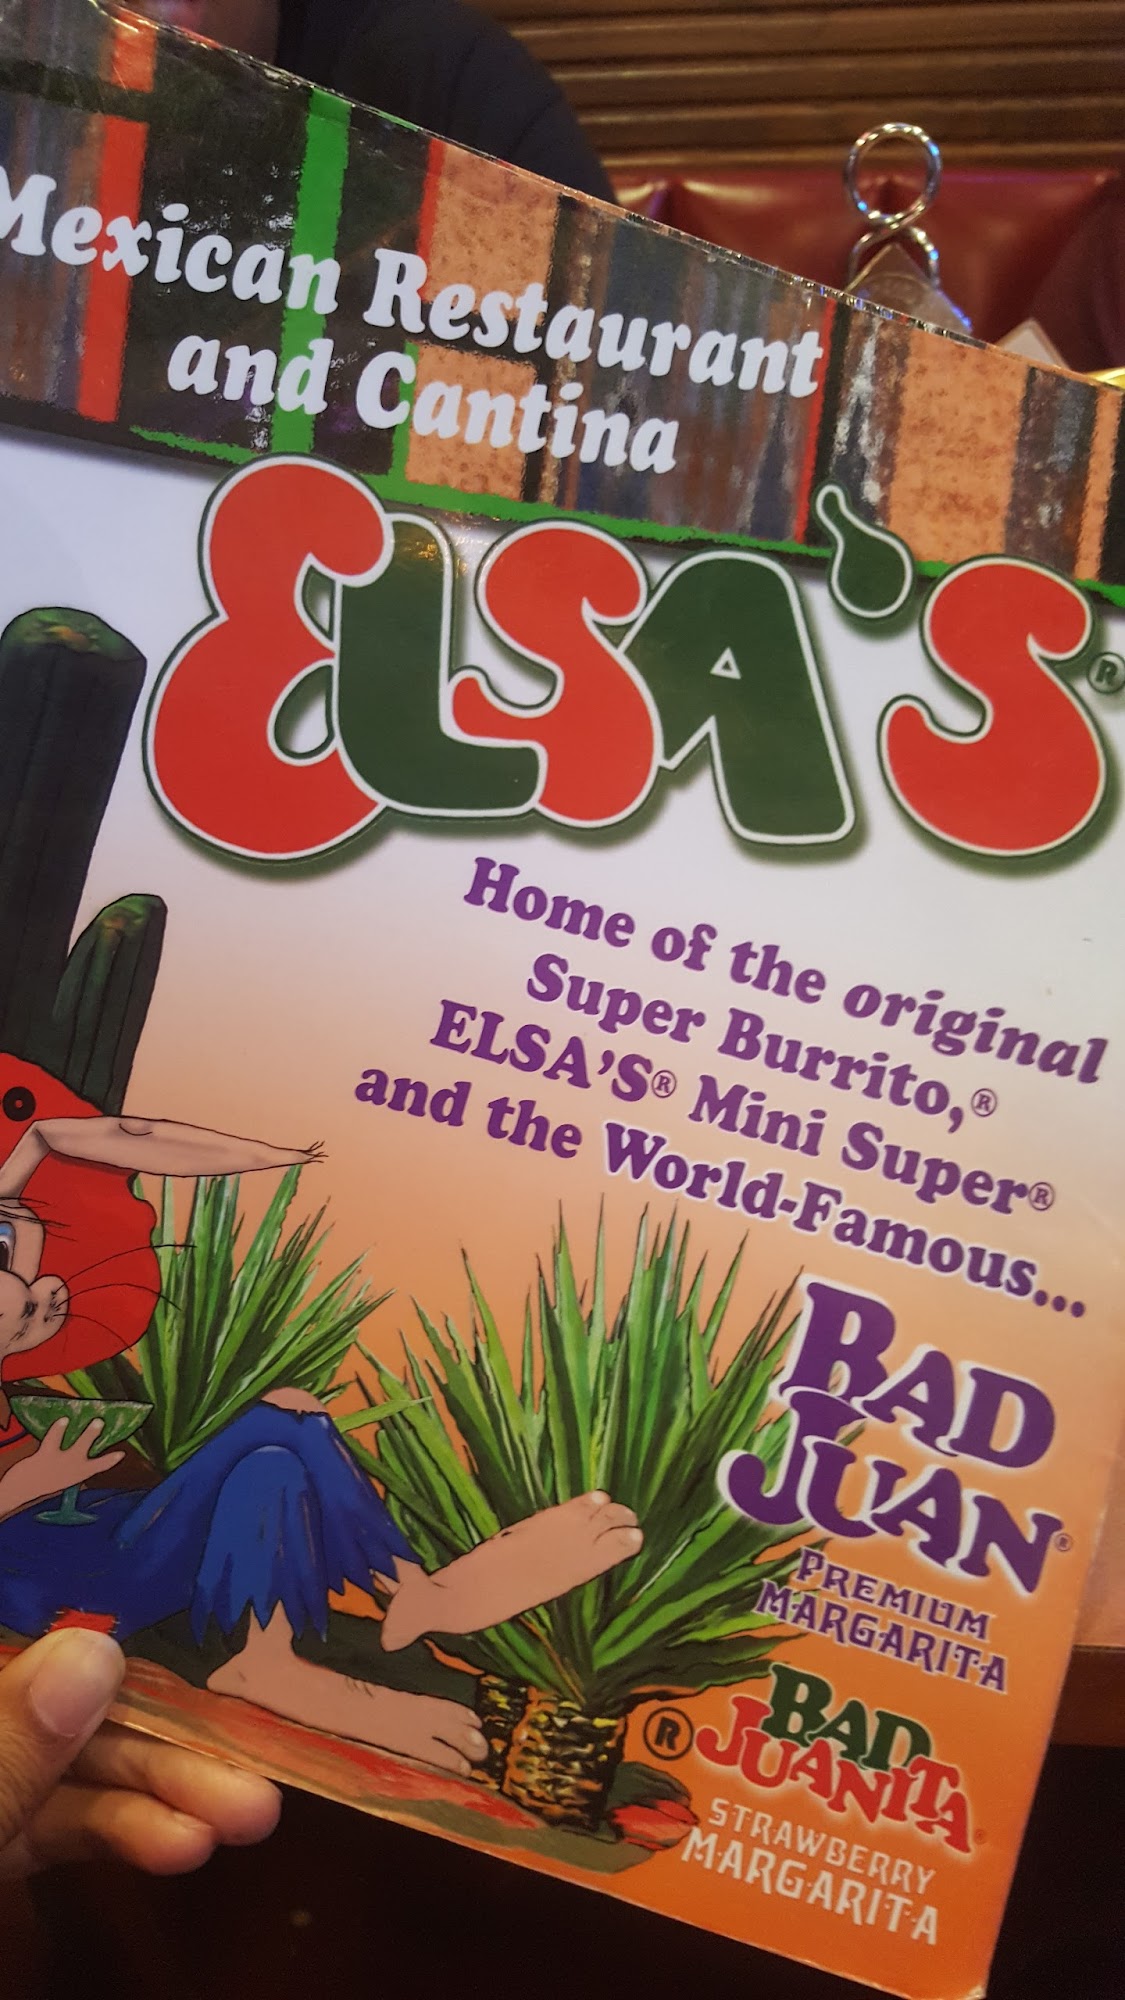 Mexican Restaurant
and Cantina
ELSA'S®
Home of the original
Super Burrito,®
ELSA'S® Mini Super®
and the World-Famous...
BAD
JUAN®
PREMIUM
MARGARITA
® BAD
JUANITA
STRAWBERRY
MARGARITA